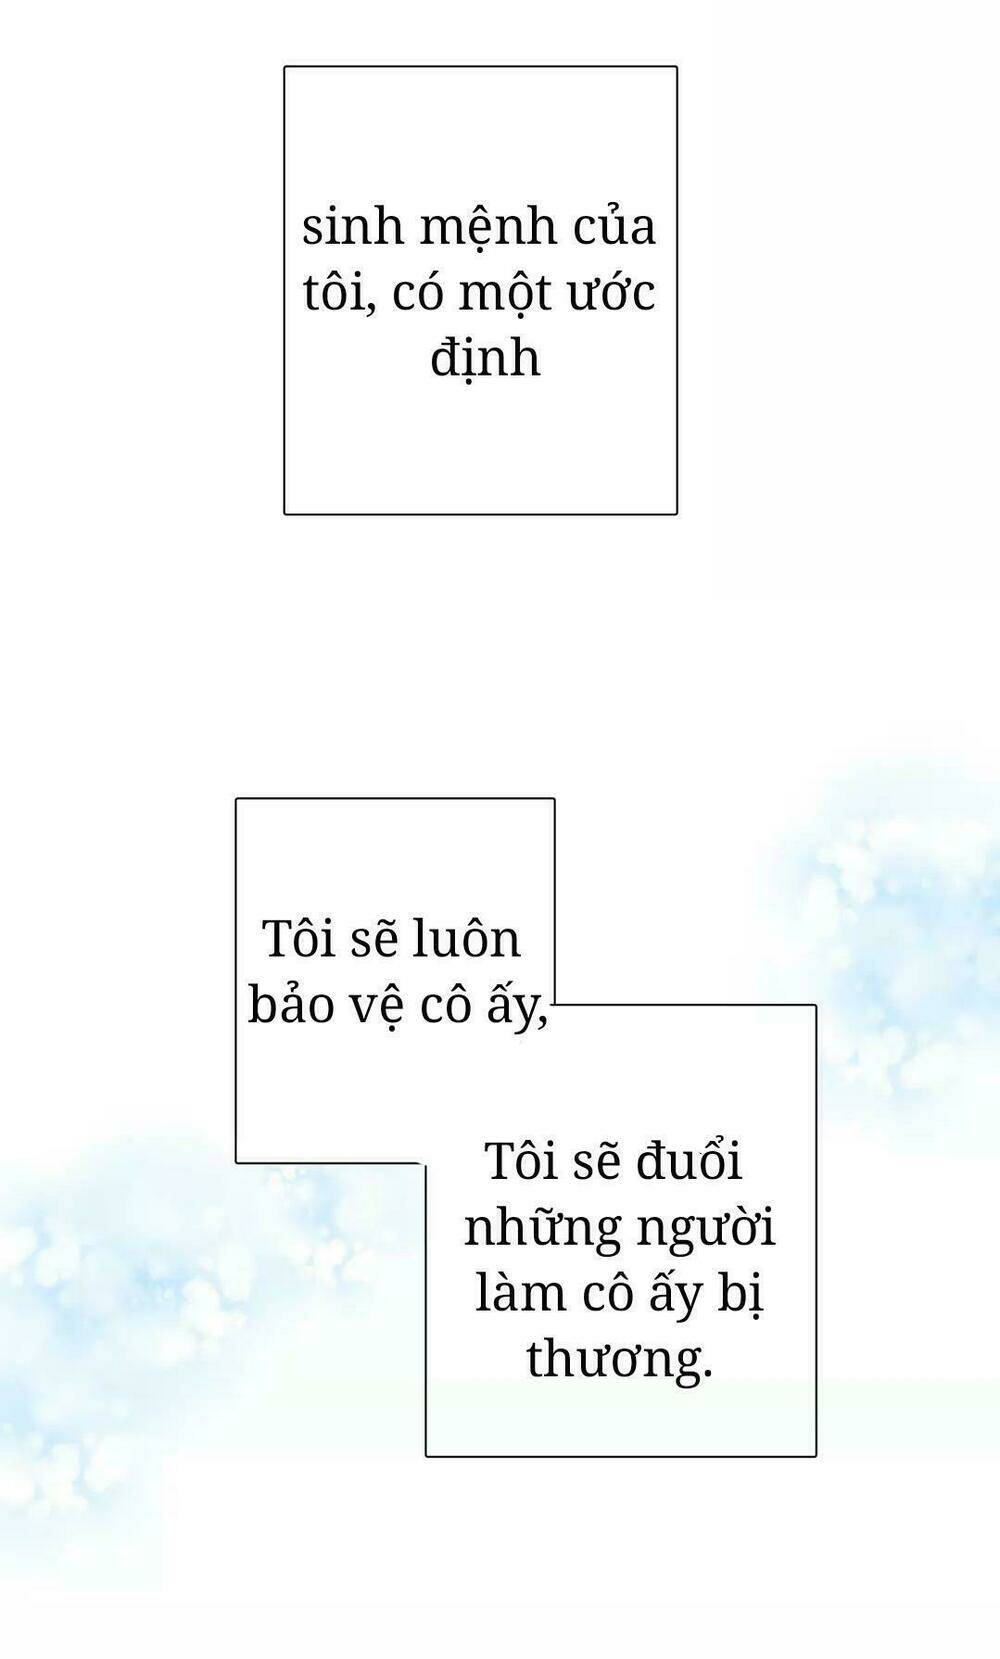 sinh mệnh của
tôi, có một ước
định
Tôi sẽ luôn
bảo vệ cô ấy,
Tôi sẽ đuổi
những người
làm cô ấy bị
thương.